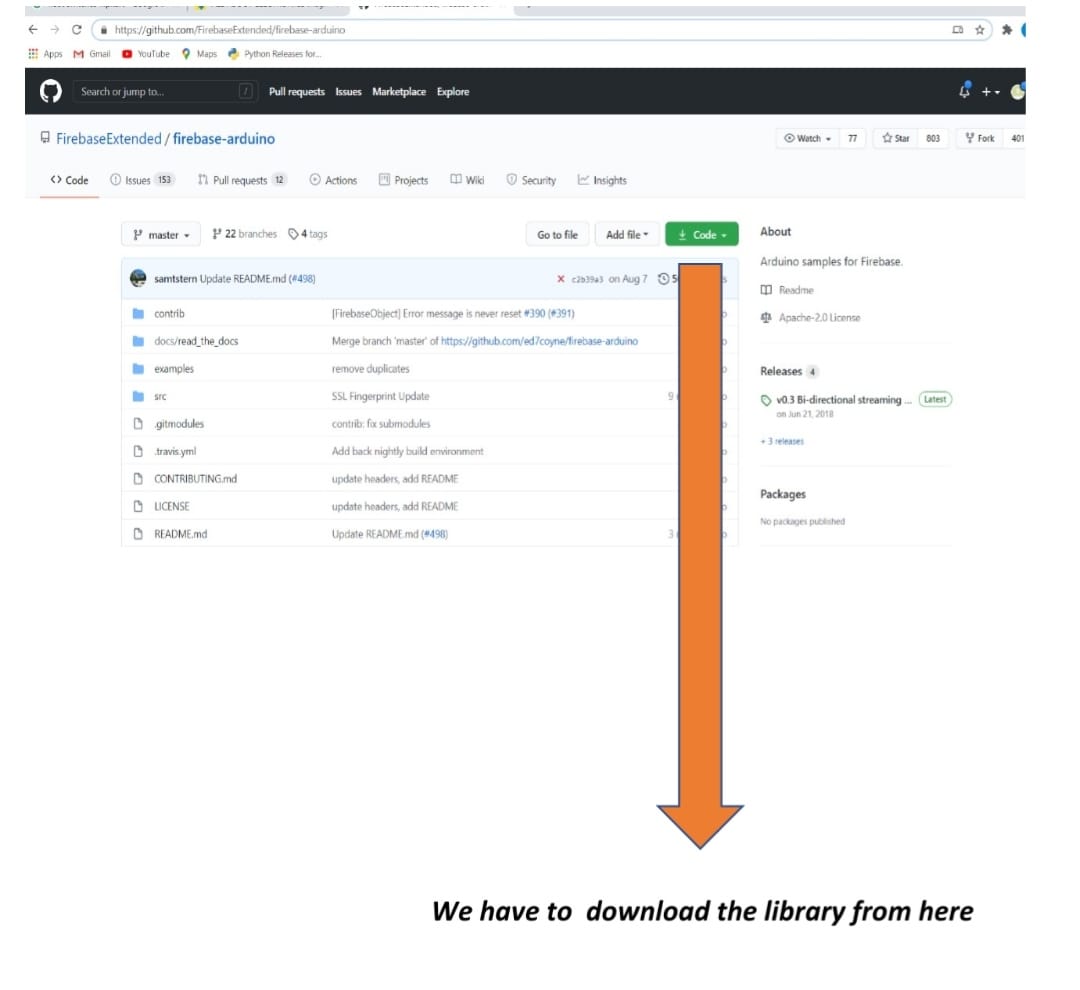 https://github.com/FirebaseExtended/firebase-arduino
Apps Gmail YouTube Maps Python Releases for...
Search or jump to... / Pull requests Issues Marketplace Explore
FirebaseExtended / firebase-arduino Watch 77 Star 803 Fork 401
Code Issues 153 Pull requests 12 Actions Projects Wiki Security Insights
master 22 branches 4 tags Go to file Add file Code
samtstern Update README.md (#498) c2b39a3 on Aug 7
contrib [FirebaseObject] Error message is never reset #390 (#391)
docs/read_the_docs Merge branch 'master' of https://github.com/ed7coyne/firebase-arduino
examples remove duplicates
src SSL Fingerprint Update 9
.gitmodules contrib: fix submodules
.travis.yml Add back nightly build environment
CONTRIBUTING.md update headers, add README
LICENSE update headers, add README
README.md Update README.md (#498) 3
About
Arduino samples for Firebase.
Readme
Apache-2.0 License
Releases 4
v0.3 Bi-directional streaming ... Latest
on Jun 21, 2018
+ 3 releases
Packages
No packages published
We have to download the library from here